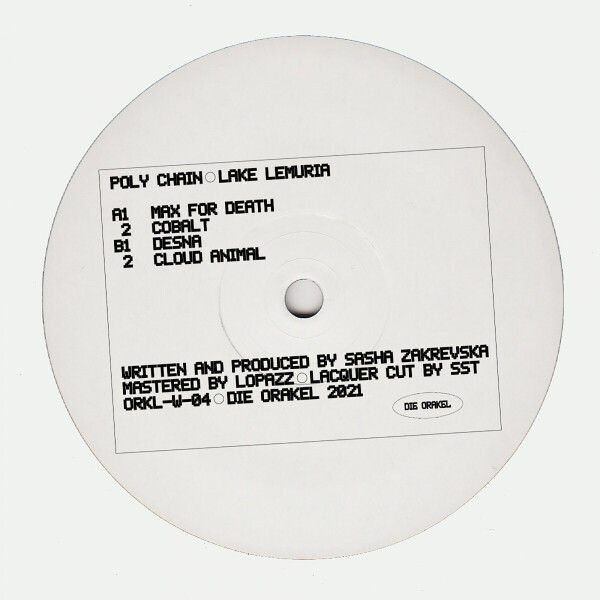 POLY CHAIN○LAKE LEMURIA
A1 MAX FOR DEATH
2 COBALT
B1 DESNA
2 CLOUD ANIMAL
WRITTEN AND PRODUCED BY SASHA ZAKREVSKA
MASTERED BY LOPAZZ○LACQUER CUT BY SST
ORKL-W-04○DIE ORAKEL 2021
DIE ORAKEL